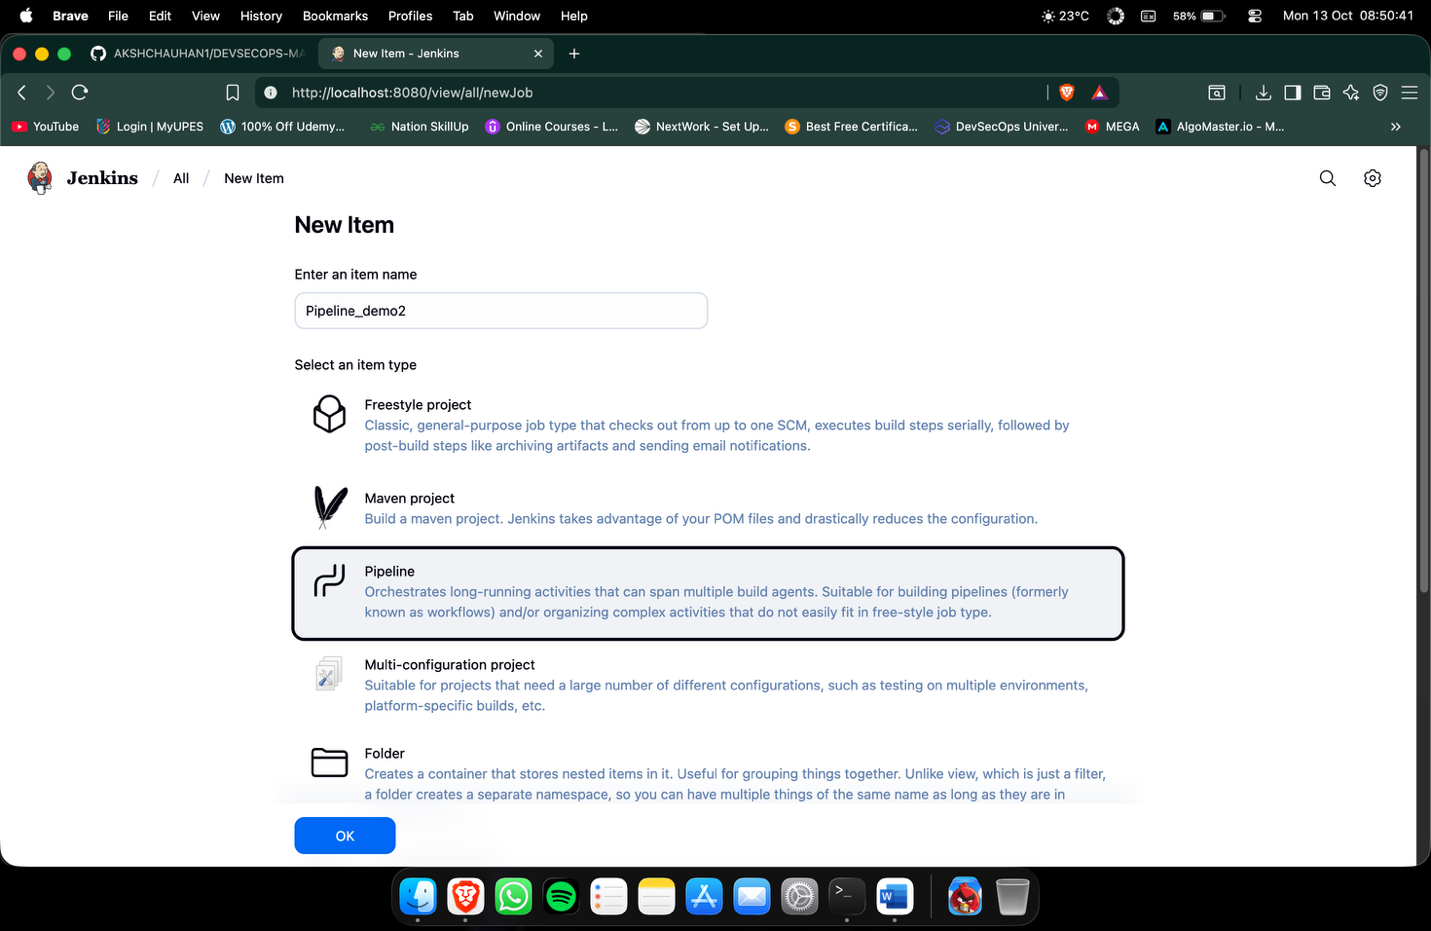 Brave File Edit View History Bookmarks Profiles Tab Window Help 23°C 58% Mon 13 Oct 08:50:41
AKSHCHAUHAN1/DEVSECOPS-MA New Item - Jenkins
http://localhost:8080/view/all/newJob
YouTube Login | MyUPES 100% Off Udemy... Nation SkillUp Online Courses - L... NextWork - Set Up... Best Free Certifica... DevSecOps Univer... MEGA AlgoMaster.io - M...
Jenkins / All / New Item
New Item
Enter an item name
Pipeline_demo2
Select an item type
Freestyle project
Classic, general-purpose job type that checks out from up to one SCM, executes build steps serially, followed by
post-build steps like archiving artifacts and sending email notifications.
Maven project
Build a maven project. Jenkins takes advantage of your POM files and drastically reduces the configuration.
Pipeline
Orchestrates long-running activities that can span multiple build agents. Suitable for building pipelines (formerly
known as workflows) and/or organizing complex activities that do not easily fit in free-style job type.
Multi-configuration project
Suitable for projects that need a large number of different configurations, such as testing on multiple environments,
platform-specific builds, etc.
Folder
Creates a container that stores nested items in it. Useful for grouping things together. Unlike view, which is just a filter,
a folder creates a separate namespace, so you can have multiple things of the same name as long as they are in
OK